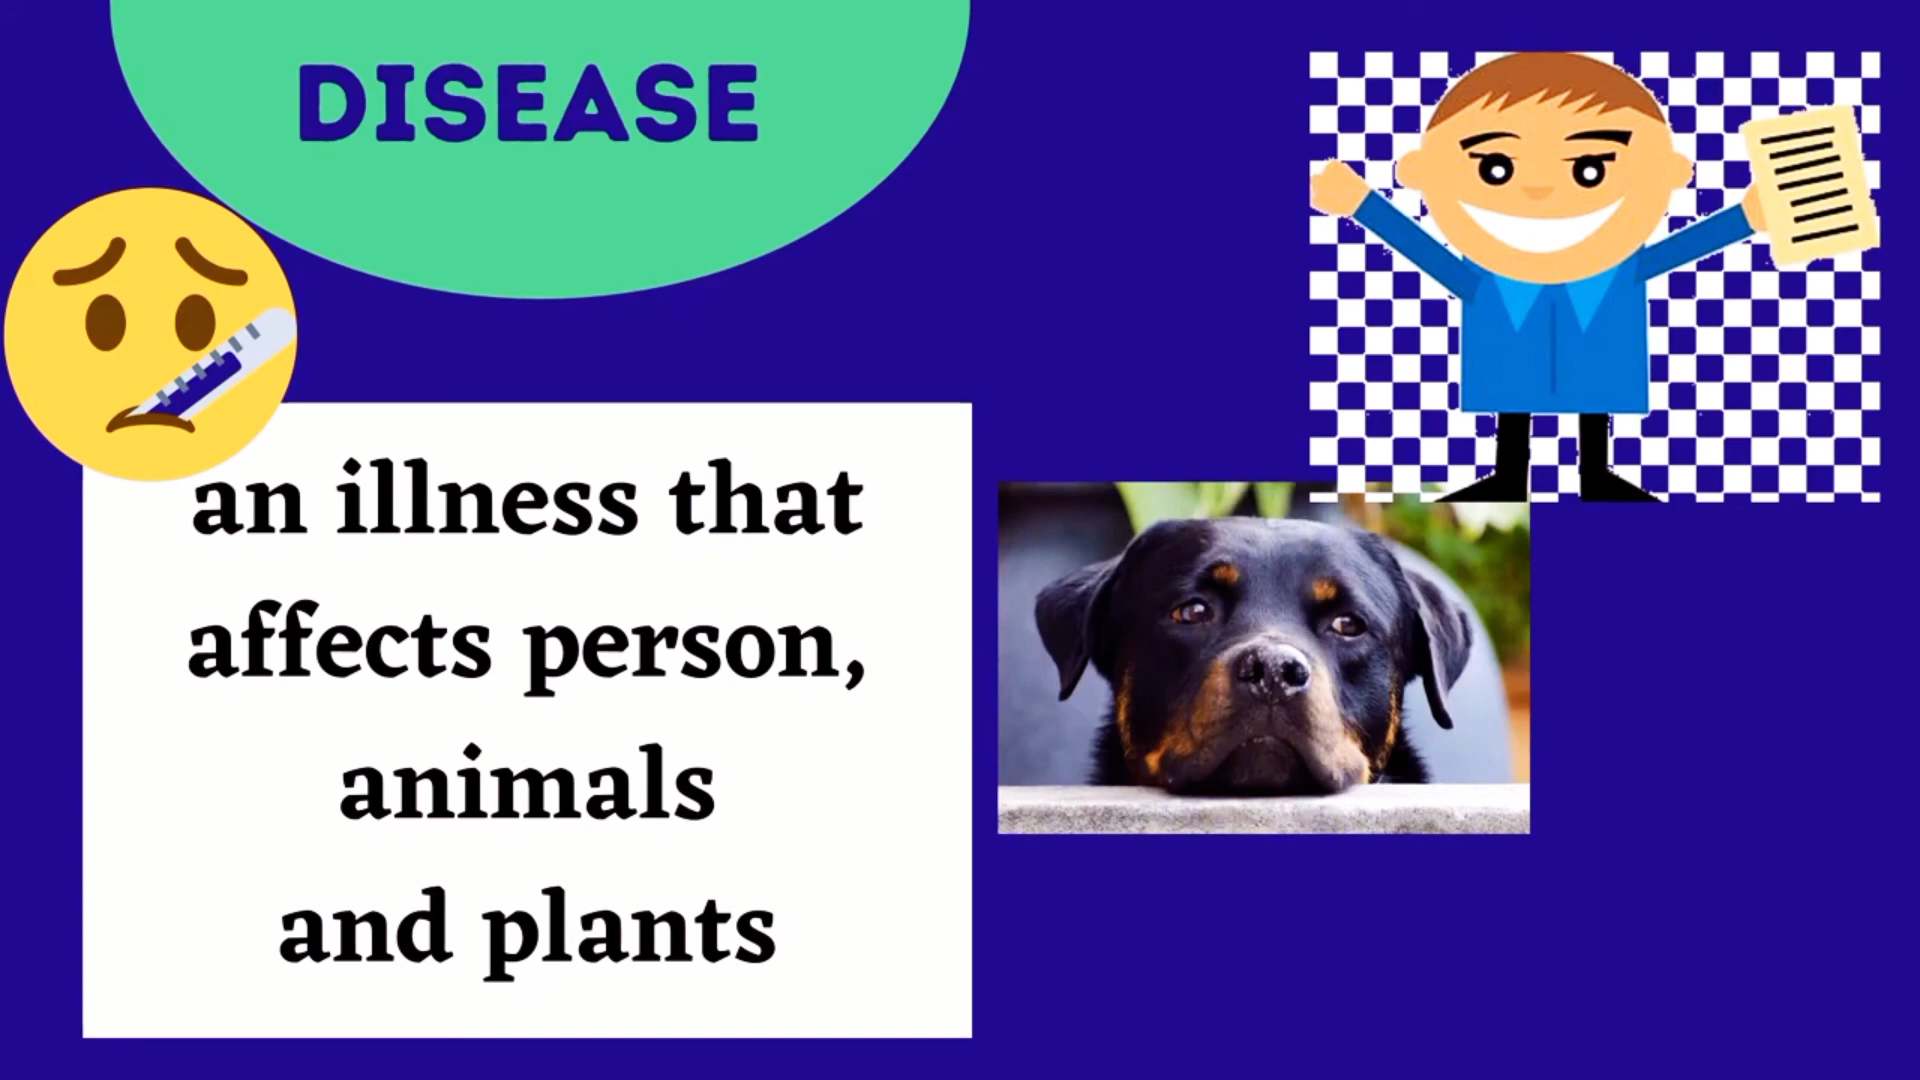 DISEASE
an illness that
affects person,
animals
and plants